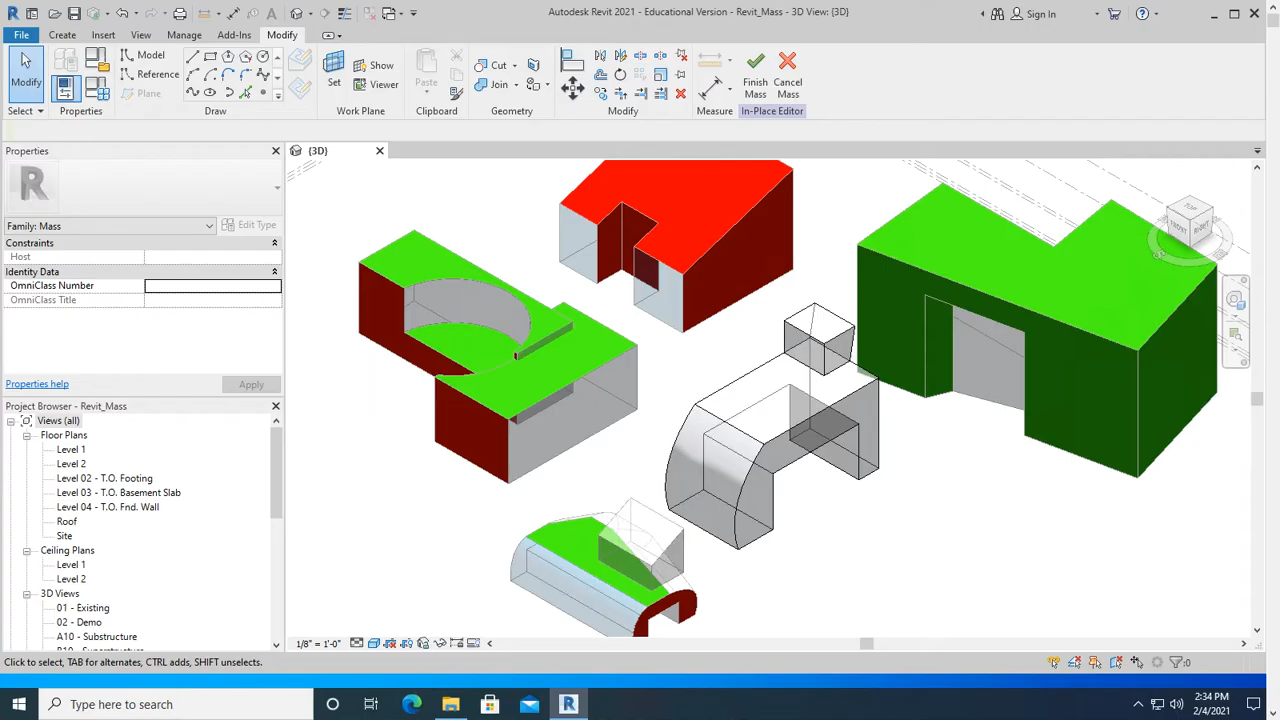 Autodesk Revit 2021 - Educational Version - Revit_Mass - 3D View: {3D}
Sign In
File Create Insert View Manage Add-Ins Modify
Modify
Select
Properties
Model
Reference
Plane
Draw
Set
Show
Viewer
Work Plane
Paste
Clipboard
Cut
Join
Geometry
Modify
Measure
Finish Mass
Cancel Mass
In-Place Editor
Properties
{3D}
R
Family: Mass
Edit Type
Constraints
Host
Identity Data
OmniClass Number
OmniClass Title
Properties help
Apply
Project Browser - Revit_Mass
Views (all)
Floor Plans
Level 1
Level 2
Level 02 - T.O. Footing
Level 03 - T.O. Basement Slab
Level 04 - T.O. Fnd. Wall
Roof
Site
Ceiling Plans
Level 1
Level 2
3D Views
01 - Existing
02 - Demo
A10 - Substructure
TOP
FRONT
RIGHT
1/8" = 1'-0"
Click to select, TAB for alternates, CTRL adds, SHIFT unselects.
:0
Type here to search
2:34 PM
2/4/2021